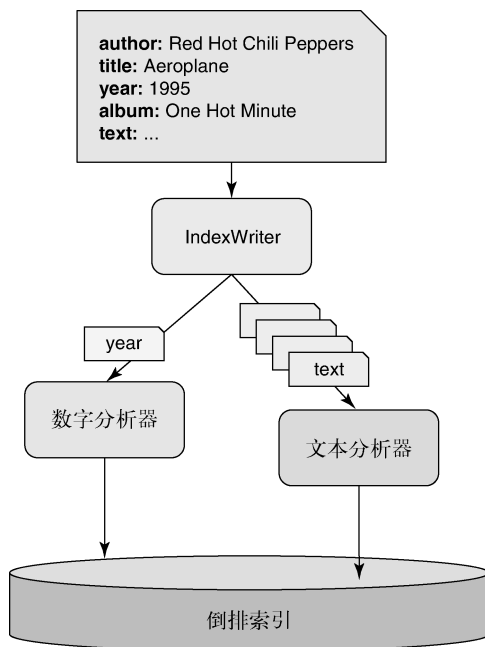 author: Red Hot Chili Peppers
title: Aeroplane
year: 1995
album: One Hot Minute
text: ...
IndexWriter
year
text
数字分析器
文本分析器
倒排索引